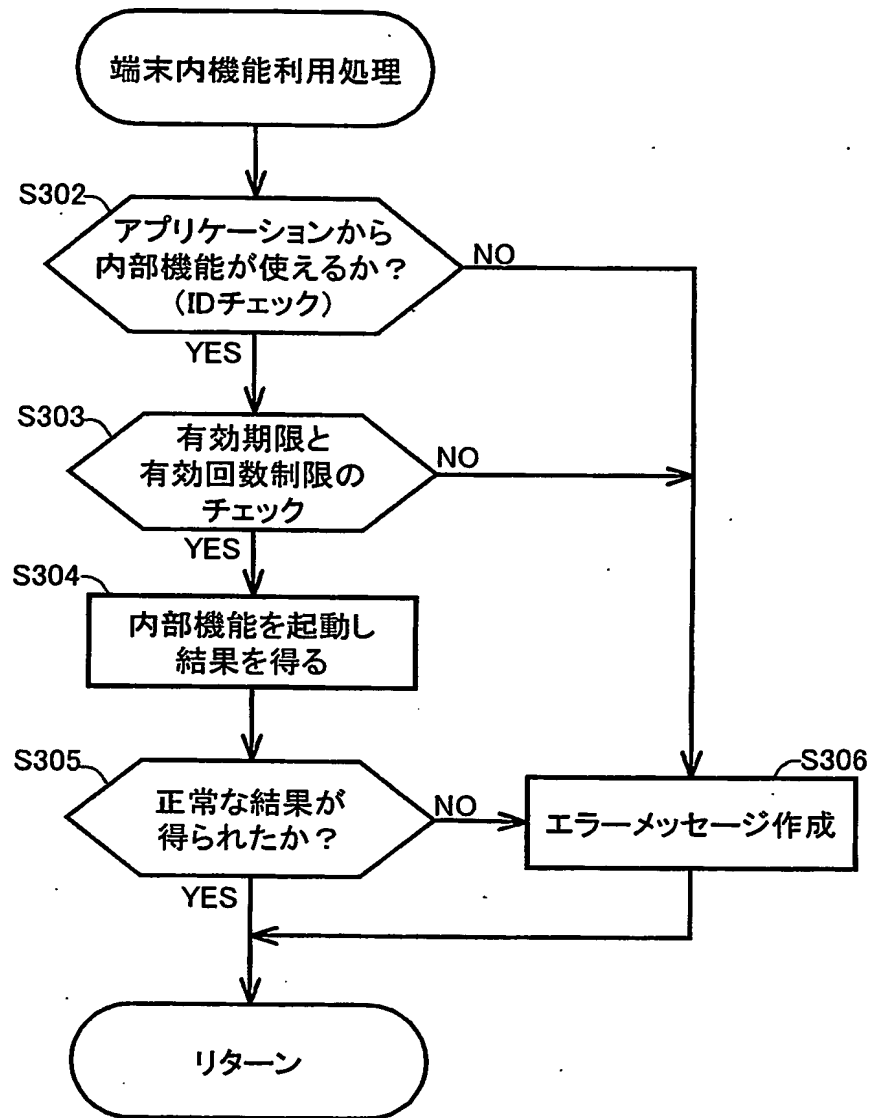 端末内機能利用処理
S302
アプリケーションから
内部機能が使えるか？
（IDチェック）
NO
YES
S303
有効期限と
有効回数制限の
チェック
NO
YES
S304
内部機能を起動し
結果を得る
S305
正常な結果が
得られたか？
NO
YES
S306
エラーメッセージ作成
リターン